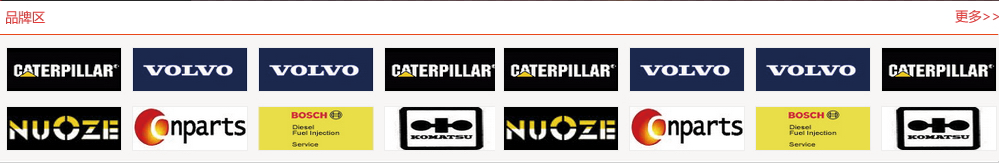 品牌区 更多>>
CATERPILLAR VOLVO VOLVO CATERPILLAR CATERPILLAR VOLVO VOLVO CATERPILLAR
NUOZE Onparts BOSCH Diesel Fuel Injection Service KOMATSU NUOZE Onparts BOSCH Diesel Fuel Injection Service KOMATSU